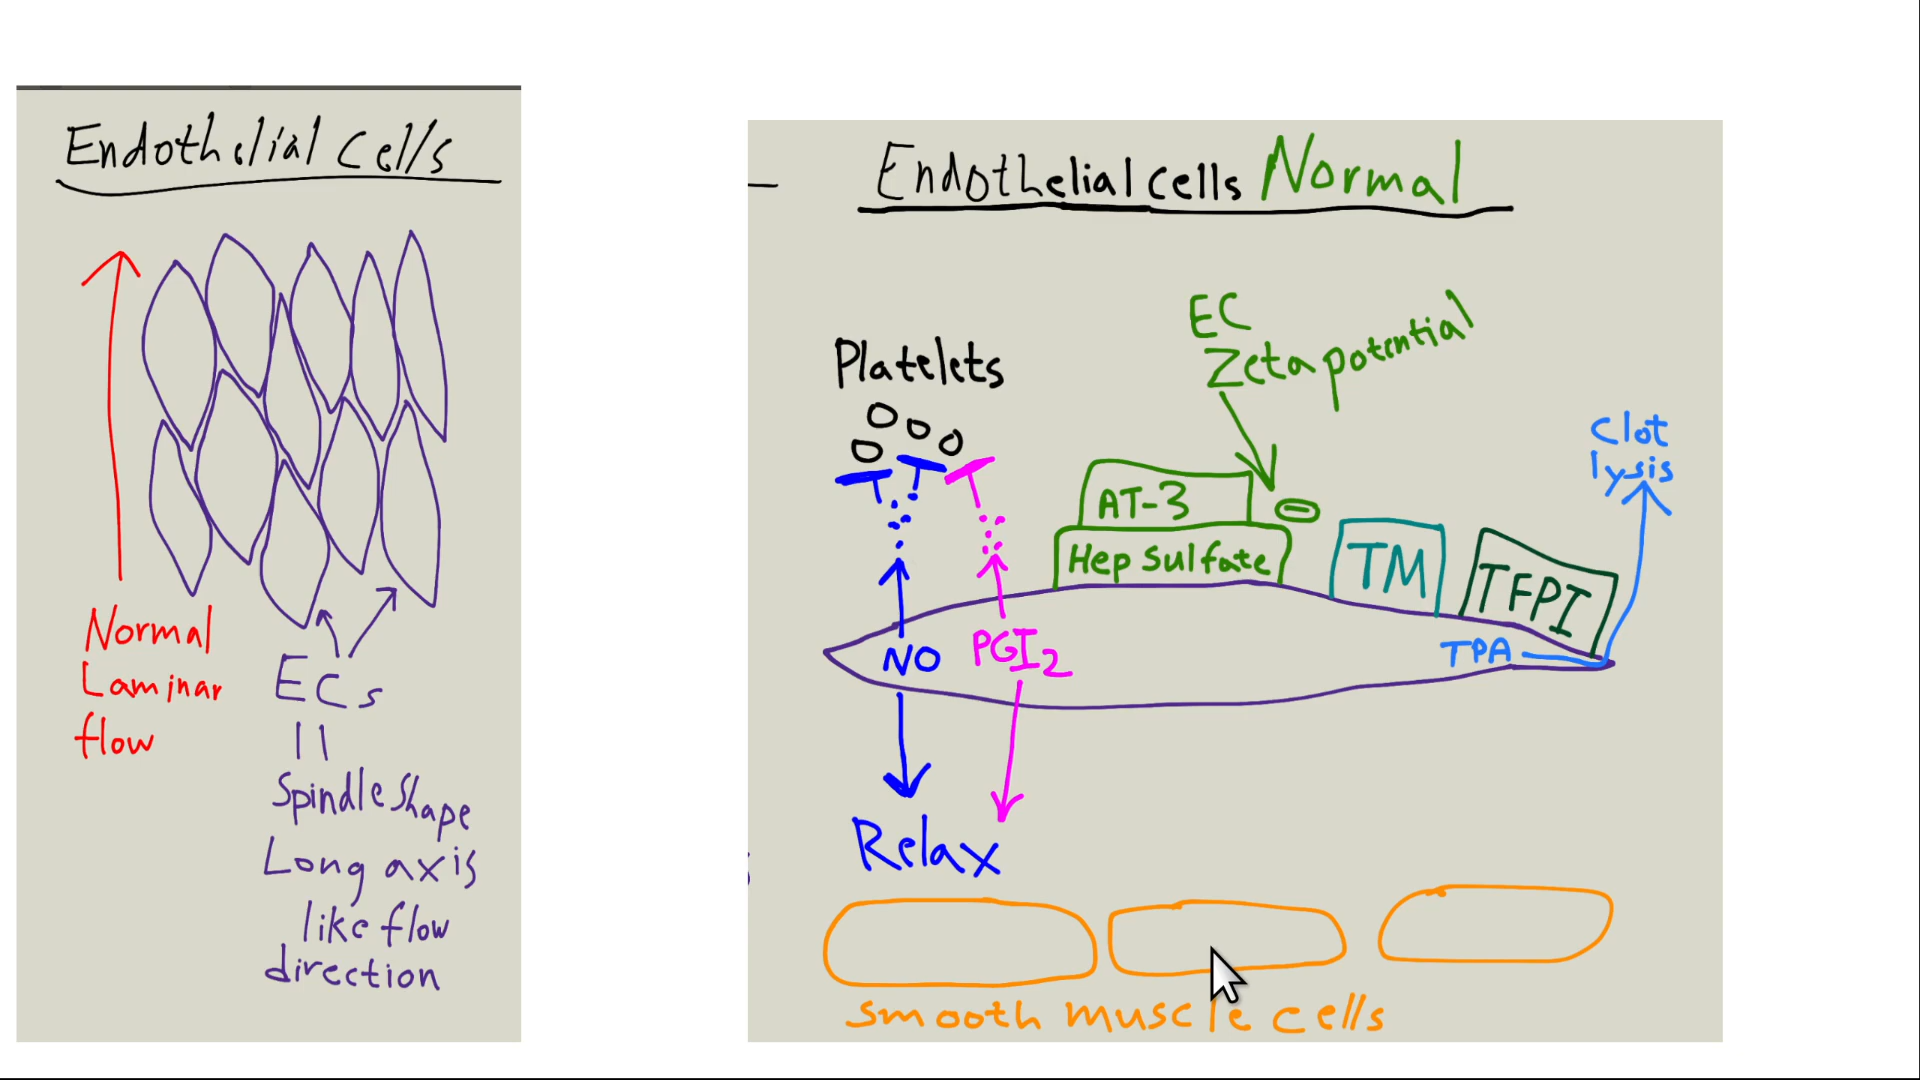 Endothelial Cells
Normal
Laminar
flow
ECs
Spindle Shape
Long axis
like flow
direction
Endothelial cells Normal
EC
Zeta potential
Platelets
Clot
lysis
AT-3
Hep Sulfate
TM
TFPI
NO
PGI2
TPA
Relax
smooth muscle cells